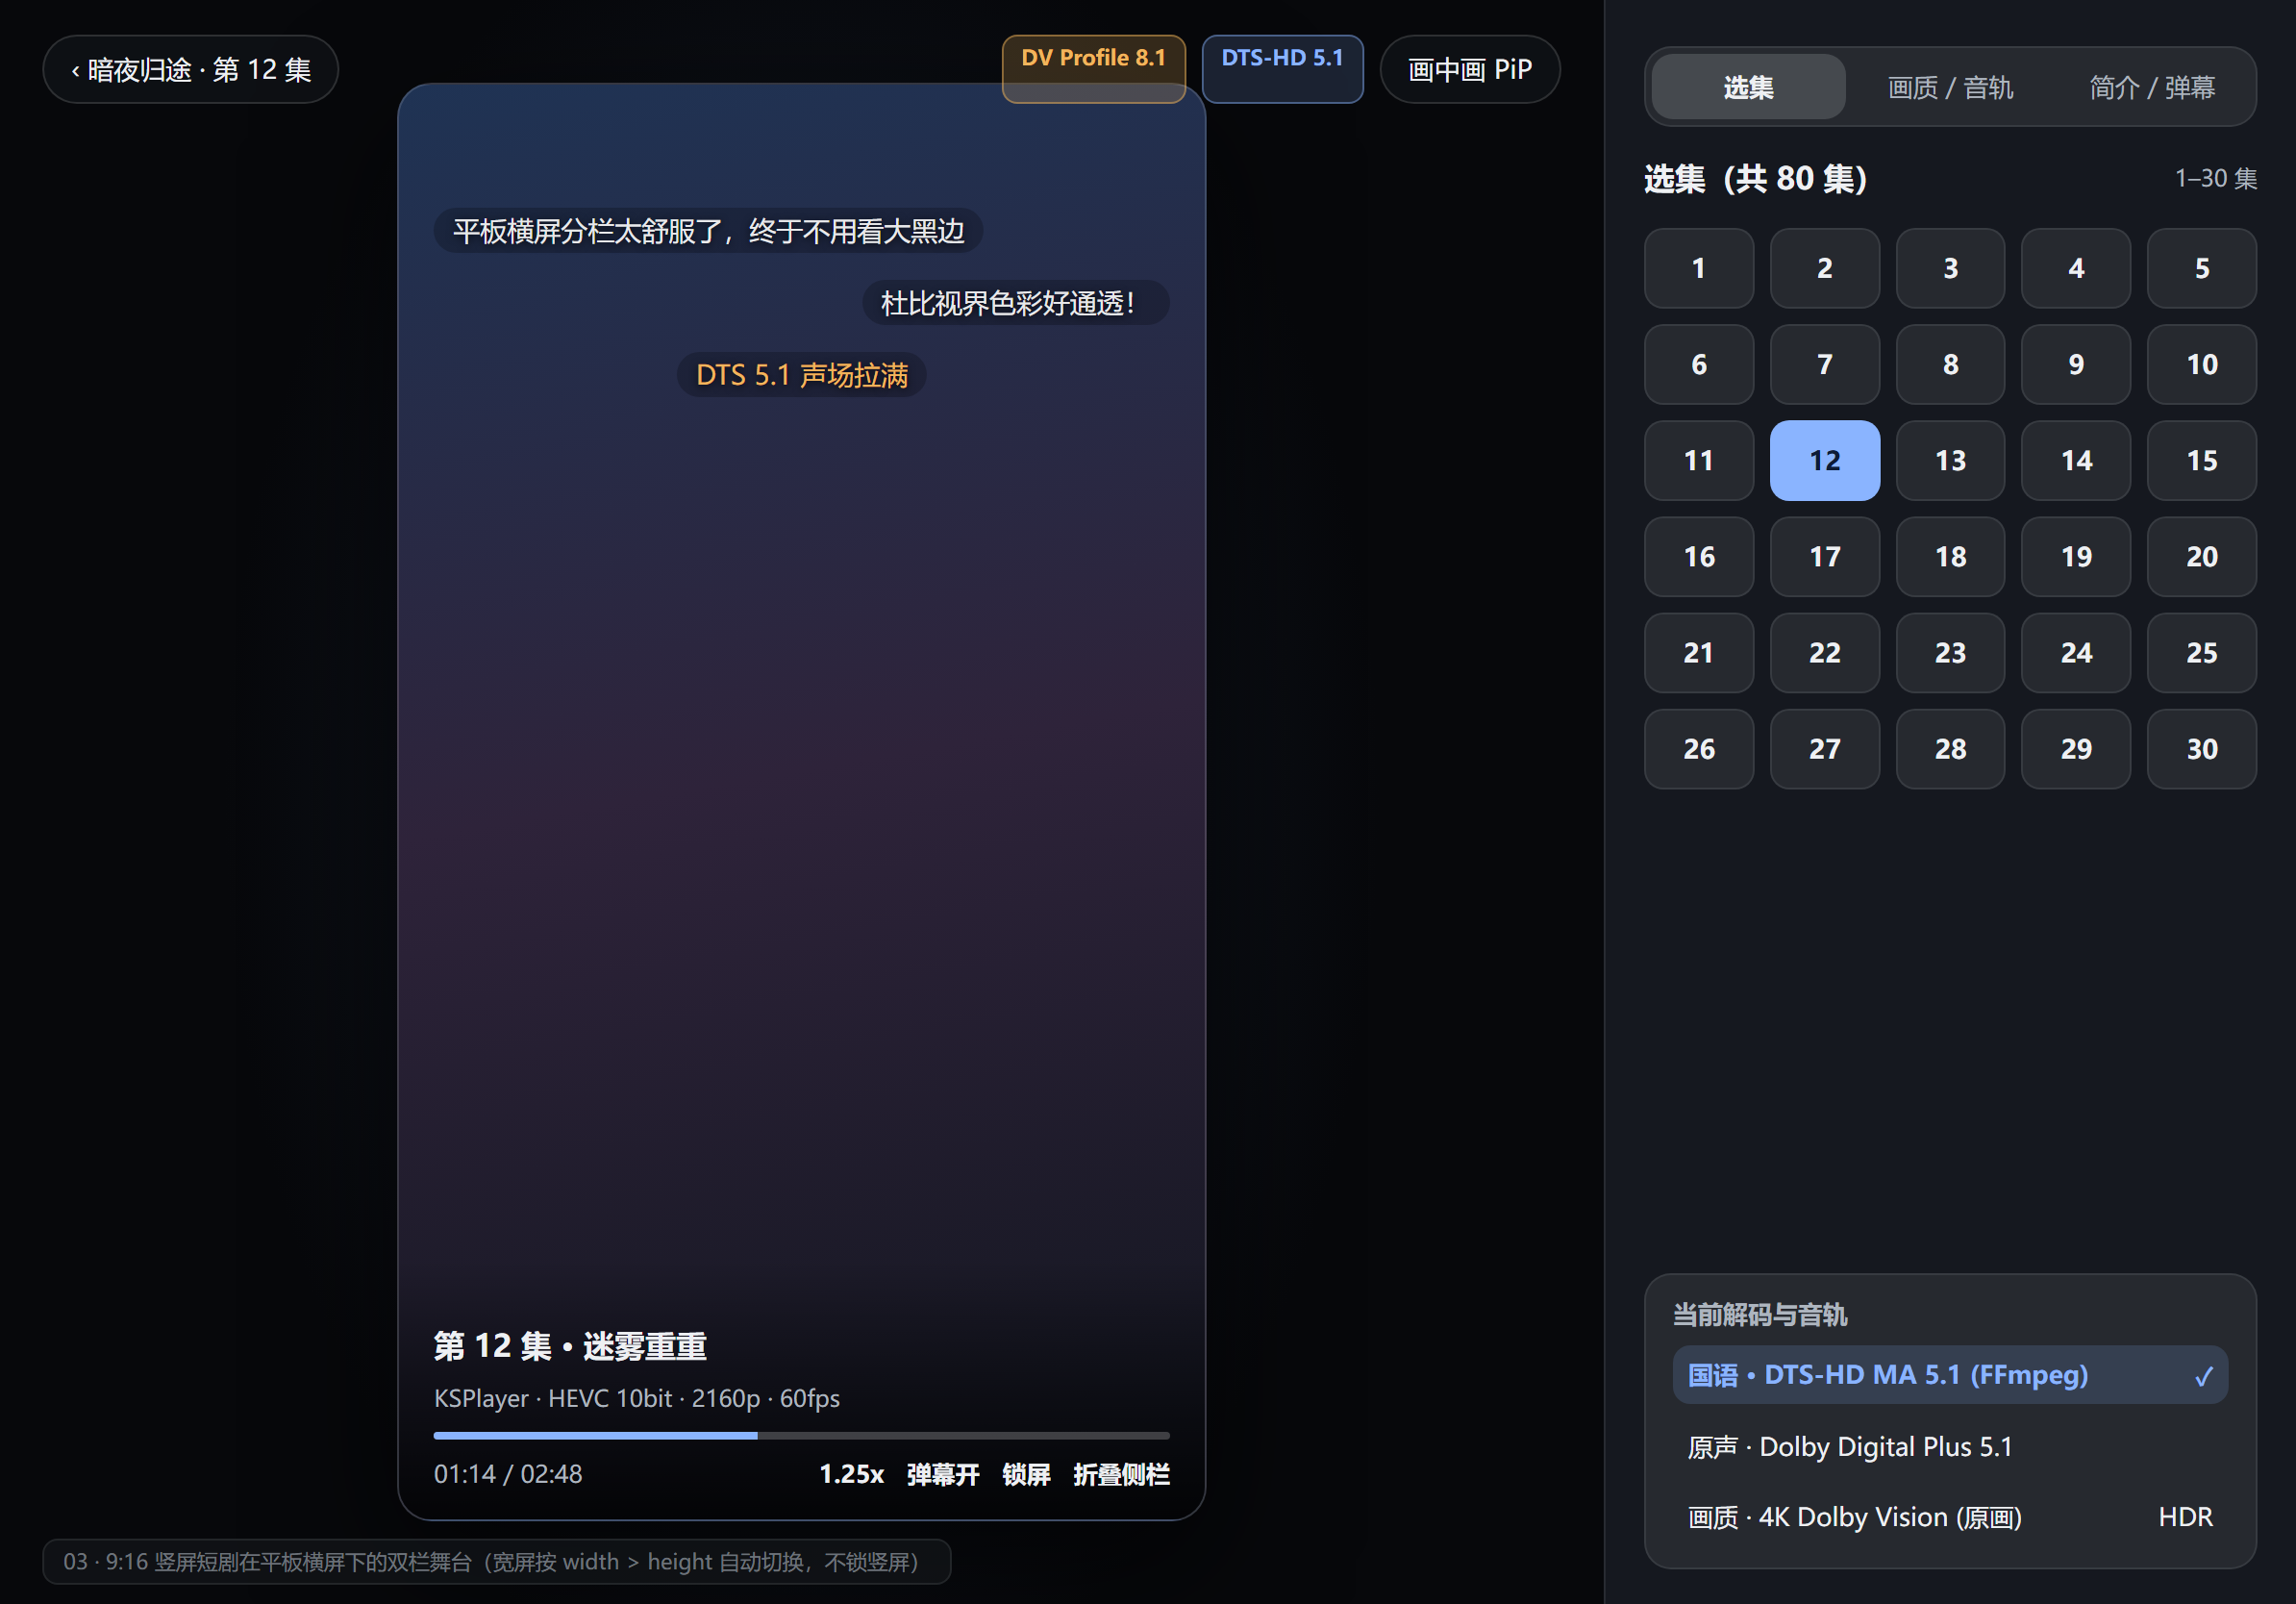 ‹ 暗夜归途 · 第 12 集
DV Profile 8.1
DTS-HD 5.1
画中画 PiP
平板横屏分栏太舒服了，终于不用看大黑边
杜比视界色彩好通透！
DTS 5.1 声场拉满
第 12 集 • 迷雾重重
KSPlayer · HEVC 10bit · 2160p · 60fps
01:14 / 02:48
1.25x 弹幕开 锁屏 折叠侧栏
03 · 9:16 竖屏短剧在平板横屏下的双栏舞台（宽屏按 width > height 自动切换，不锁竖屏）
选集 画质 / 音轨 简介 / 弹幕
选集（共 80 集） 1–30 集
1 2 3 4 5
6 7 8 9 10
11 12 13 14 15
16 17 18 19 20
21 22 23 24 25
26 27 28 29 30
当前解码与音轨
国语 • DTS-HD MA 5.1 (FFmpeg) ✓
原声 · Dolby Digital Plus 5.1
画质 · 4K Dolby Vision (原画) HDR